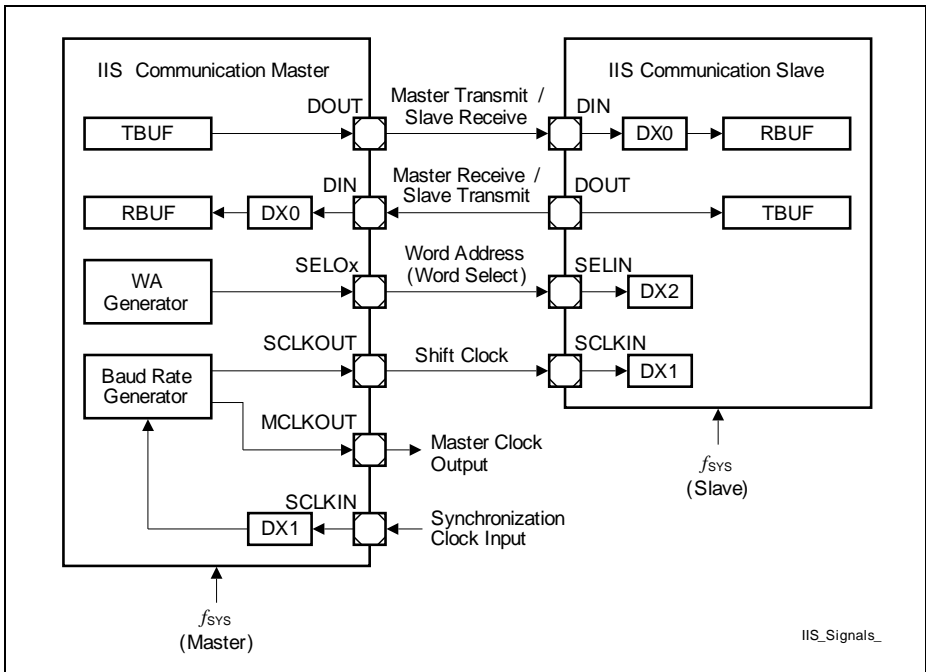 IIS Communication Master
IIS Communication Slave
DOUT
Master Transmit /
Slave Receive
DIN
TBUF
DX0
RBUF
DIN
Master Receive /
Slave Transmit
DOUT
RBUF
DX0
TBUF
SELOx
Word Address
(Word Select)
SELIN
WA
Generator
DX2
SCLKOUT
Shift Clock
SCLKIN
Baud Rate
Generator
DX1
MCLKOUT
Master Clock
Output
SCLKIN
DX1
Synchronization
Clock Input
fSYS
(Slave)
fSYS
(Master)
IIS_Signals_